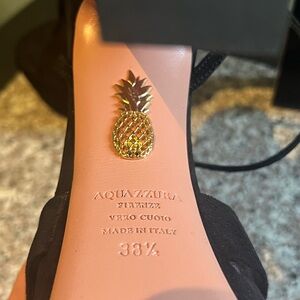 AQUAZZURA
FIRENZE
VERO CUOIO
MADE IN ITALY
38½